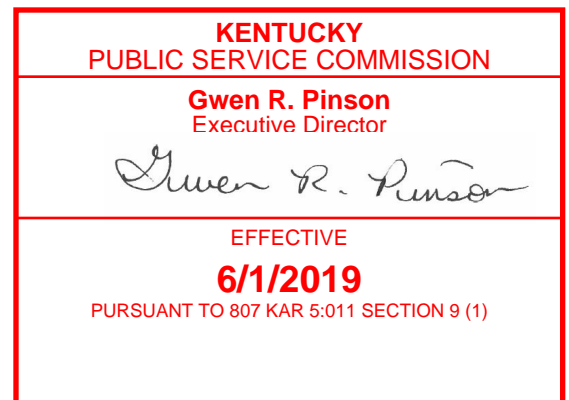 KENTUCKY
PUBLIC SERVICE COMMISSION
Gwen R. Pinson
Executive Director
Gwen R. Pinson
EFFECTIVE
6/1/2019
PURSUANT TO 807 KAR 5:011 SECTION 9 (1)